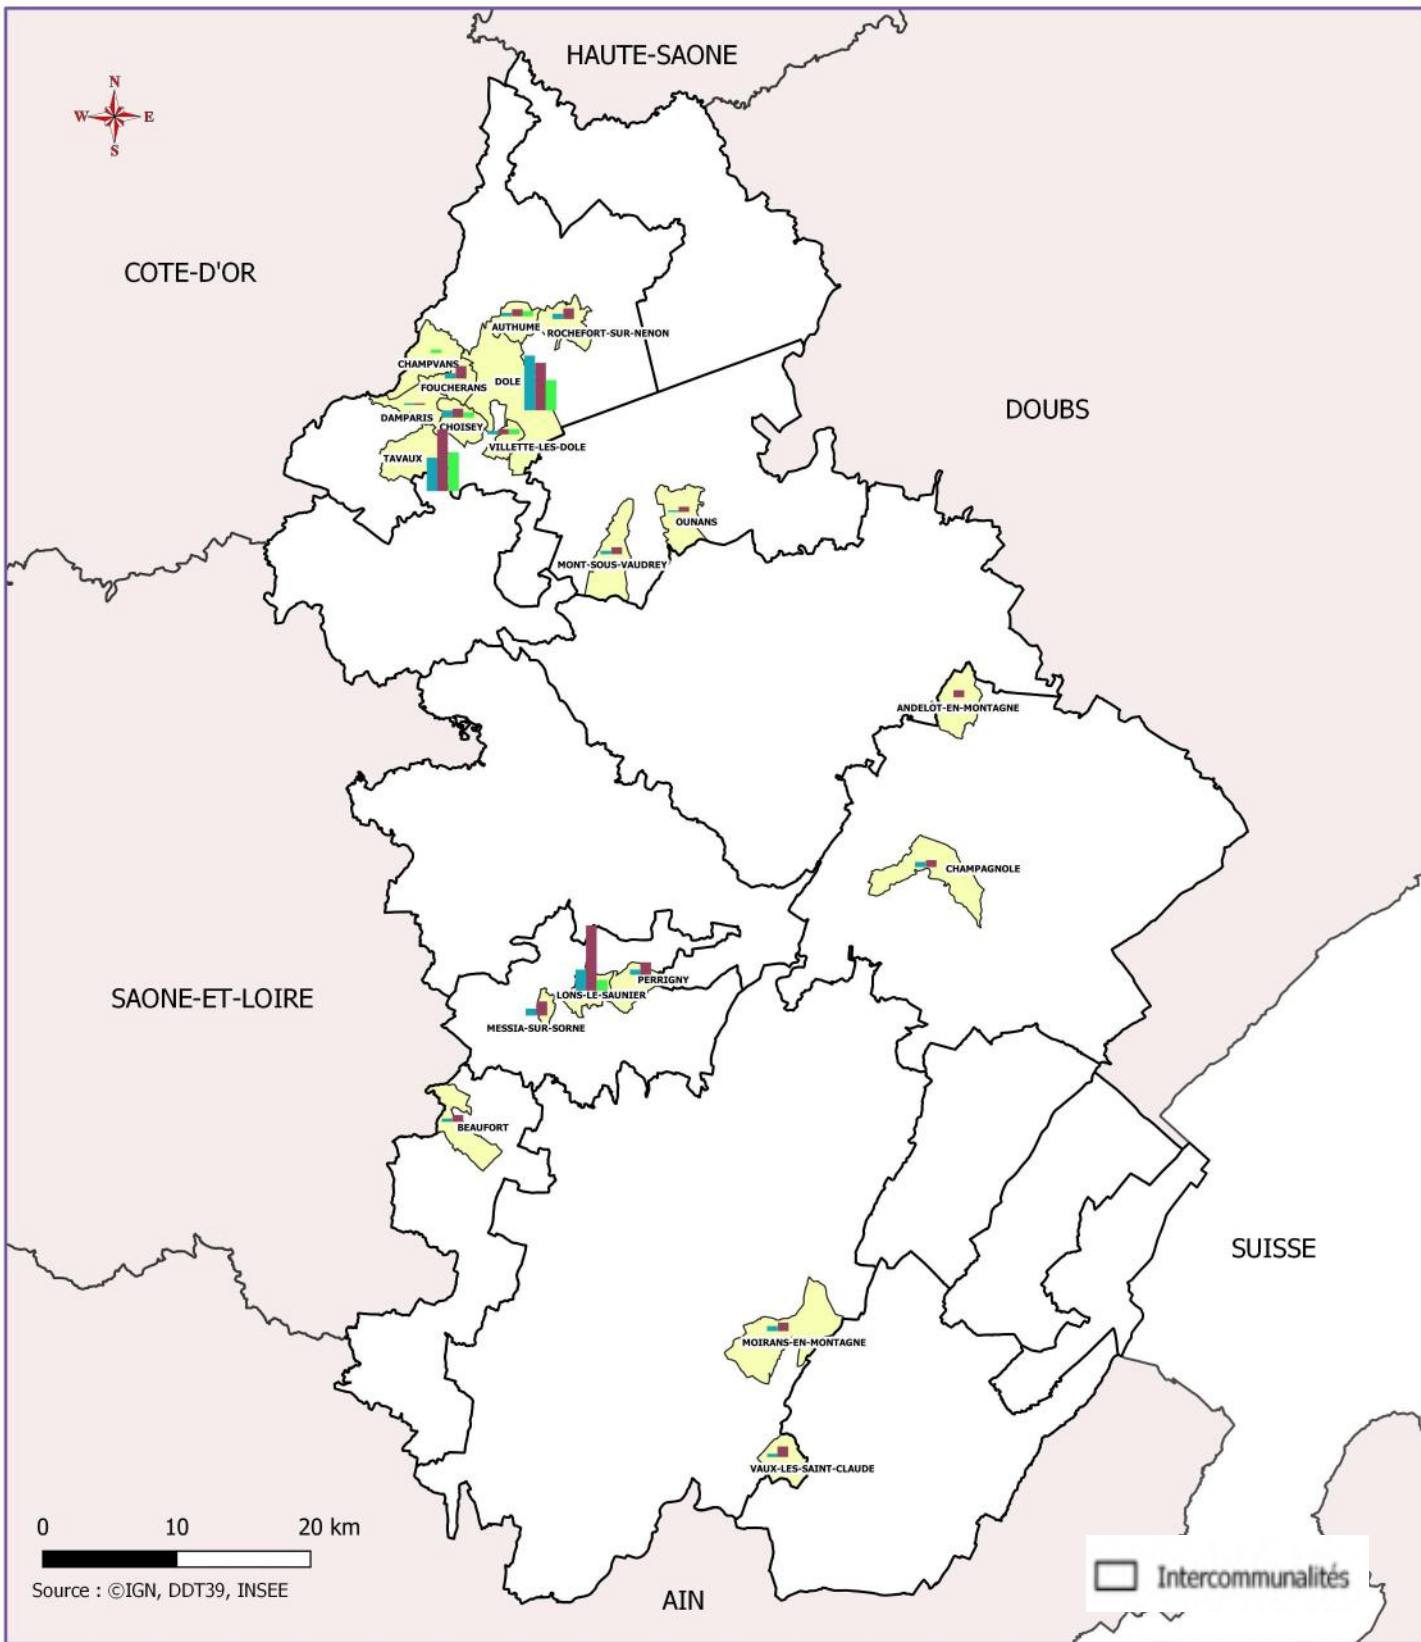 HAUTE-SAONE
N
W E
S
COTE-D'OR
AUTHUME
ROCHEFORT-SUR-NENON
CHAMPVANS
FOUCHERANS
DOLE
DAMPARIS
CHOISEY
VILLETTE-LES-DOLE
TAVAUX
DOUBS
OUNANS
MONT-SOUS-VAUDREY
ANDELOT-EN-MONTAGNE
CHAMPAGNOLE
PERRIGNY
LONS-LE-SAUNIER
SAONE-ET-LOIRE
MESSIA-SUR-SORNE
BEAUFORT
SUISSE
MOIRANS-EN-MONTAGNE
VAUX-LES-SAINT-CLAUDE
0 10 20 km
Source : ©IGN, DDT39, INSEE
Intercommunalités
AIN